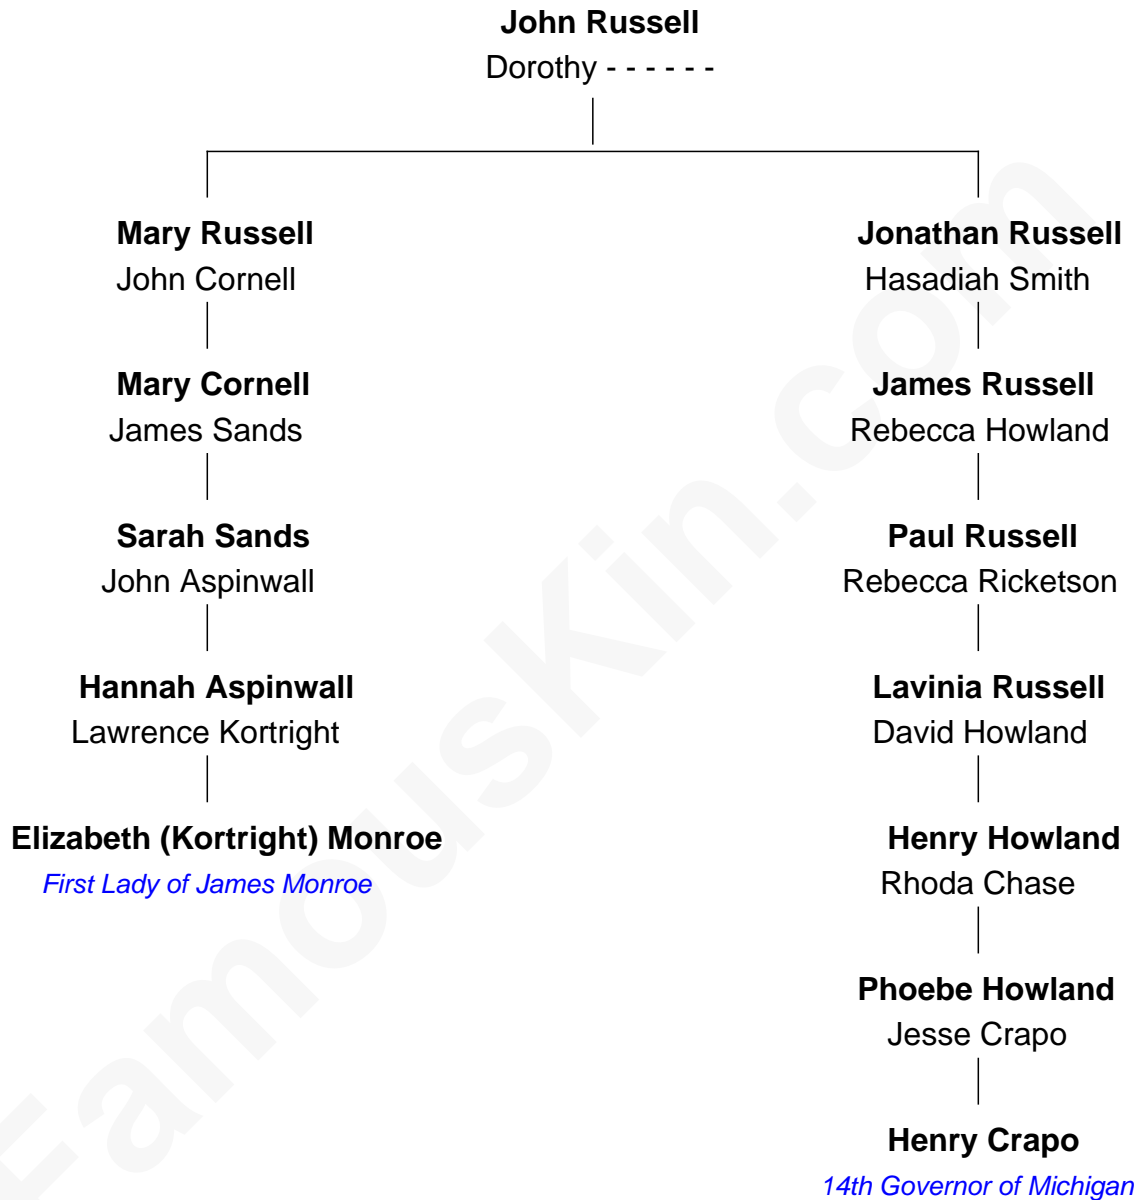 John Russell
Dorothy - - - - - -
Mary Russell
John Cornell
Jonathan Russell
Hasadiah Smith
Mary Cornell
James Sands
James Russell
Rebecca Howland
Sarah Sands
John Aspinwall
Paul Russell
Rebecca Ricketson
Hannah Aspinwall
Lawrence Kortright
Lavinia Russell
David Howland
Elizabeth (Kortright) Monroe
First Lady of James Monroe
Henry Howland
Rhoda Chase
Phoebe Howland
Jesse Crapo
Henry Crapo
14th Governor of Michigan
FamousKin.com